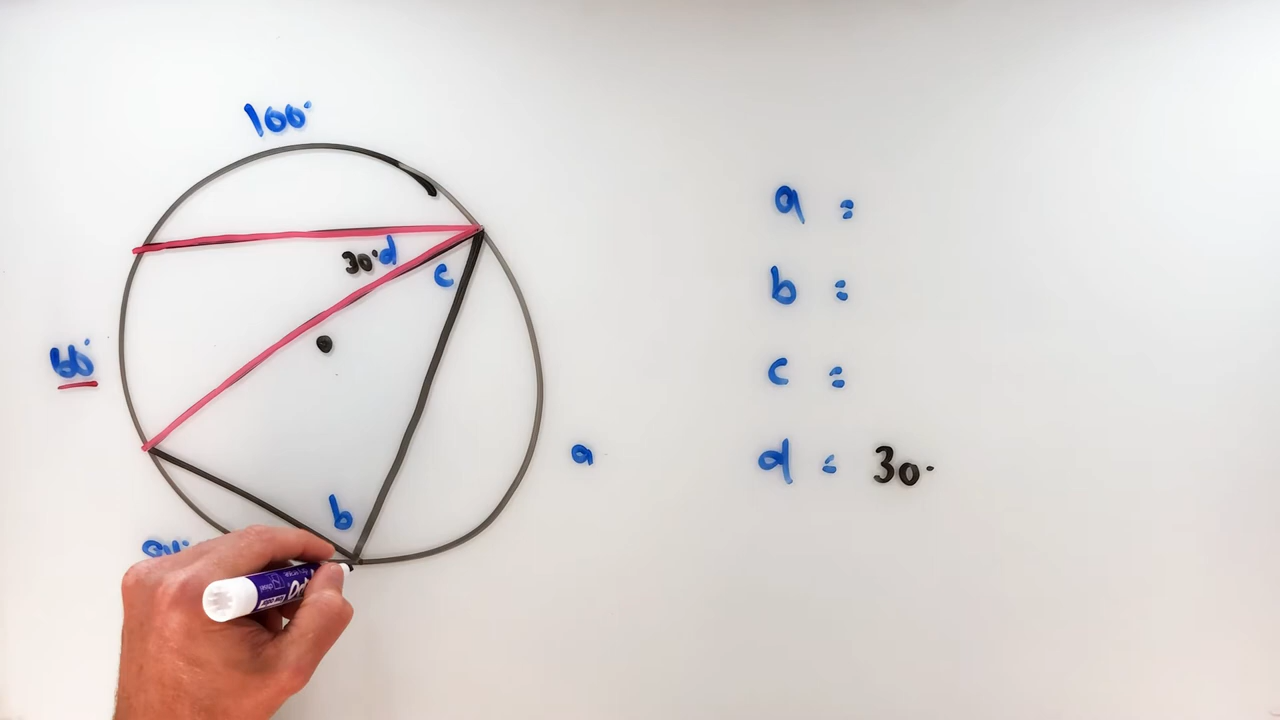 100°
a =
30° d
c
b =
60°
c =
a
d = 30°
b